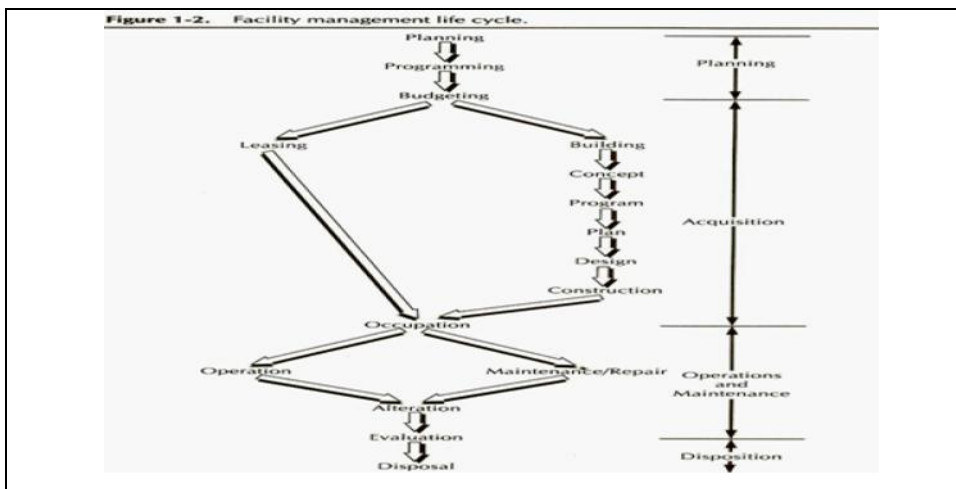 Figure 1-2. Facility management life cycle.
Planning
Programming
Budgeting
Leasing
Building
Concept
Program
Plan
Design
Construction
Occupation
Operation
Maintenance/Repair
Alteration
Evaluation
Disposal
Planning
Acquisition
Operations
and
Maintenance
Disposition